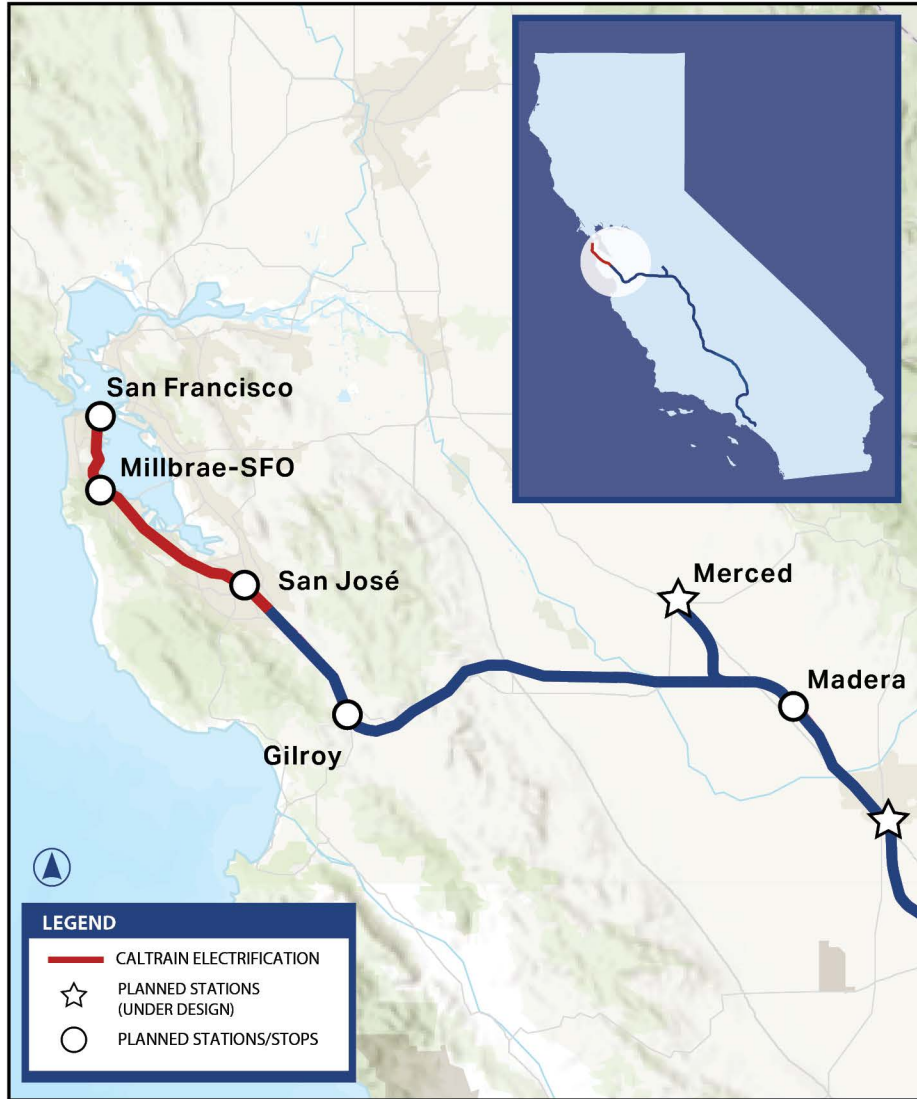 San Francisco
Millbrae-SFO
San José
Merced
Madera
Gilroy
LEGEND
CALTRAIN ELECTRIFICATION
PLANNED STATIONS
(UNDER DESIGN)
PLANNED STATIONS/STOPS